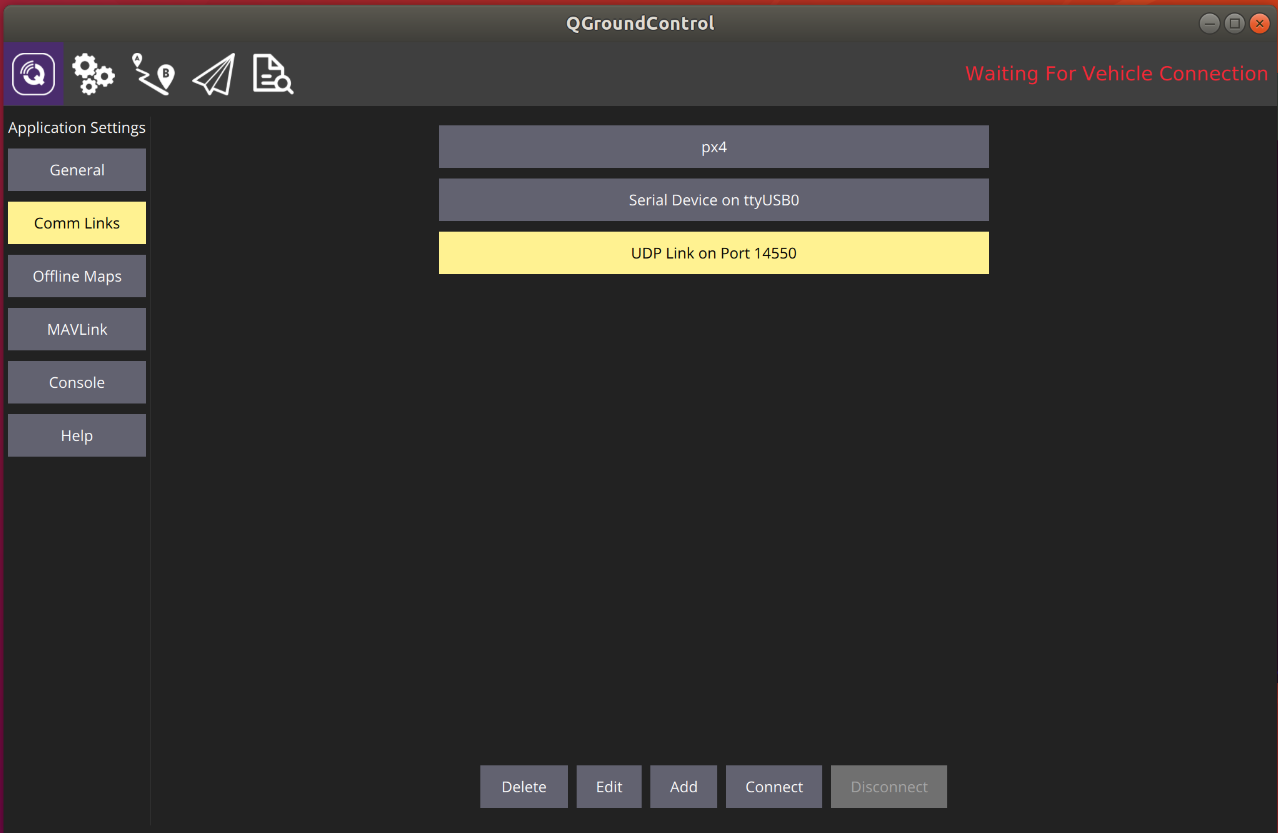 QGroundControl
Waiting For Vehicle Connection
Application Settings
General
Comm Links
Offline Maps
MAVLink
Console
Help
px4
Serial Device on ttyUSB0
UDP Link on Port 14550
Delete
Edit
Add
Connect
Disconnect